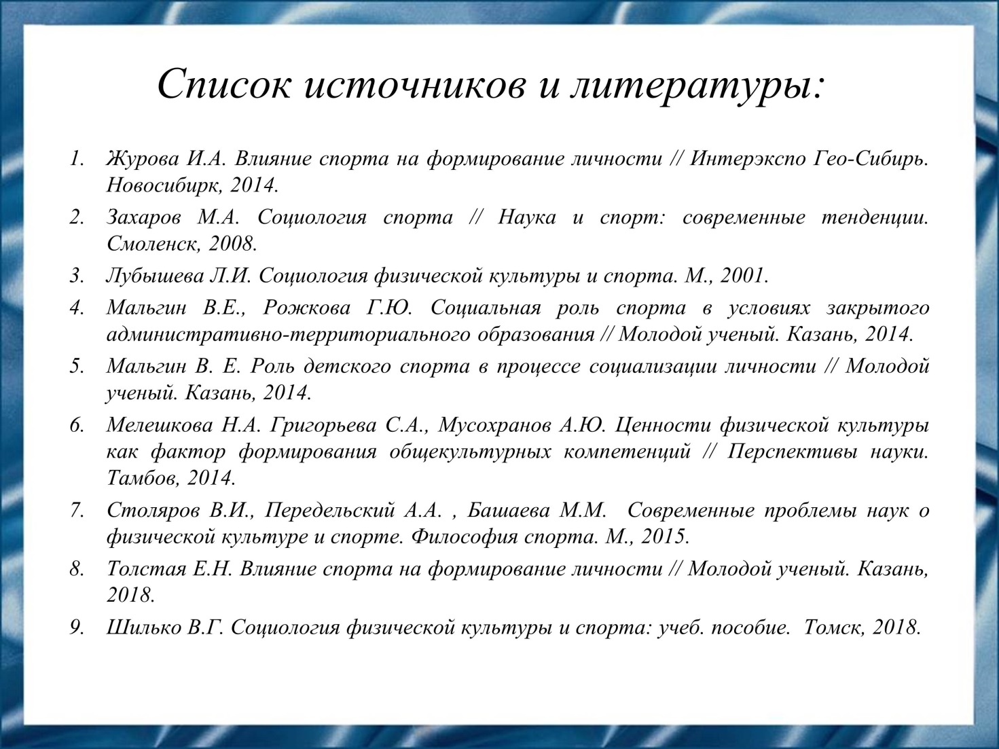 Список источников и литературы:
1. Журова И.А. Влияние спорта на формирование личности // Интерэкспо Гео-Сибирь.
Новосибирк, 2014.
2. Захаров М.А. Социология спорта // Наука и спорт: современные тенденции.
Смоленск, 2008.
3. Лубышева Л.И. Социология физической культуры и спорта. М., 2001.
4. Мальгин В.Е., Рожкова Г.Ю. Социальная роль спорта в условиях закрытого
административно-территориального образования // Молодой ученый. Казань, 2014.
5. Мальгин В. Е. Роль детского спорта в процессе социализации личности // Молодой
ученый. Казань, 2014.
6. Мелешкова Н.А. Григорьева С.А., Мусохранов А.Ю. Ценности физической культуры
как фактор формирования общекультурных компетенций // Перспективы науки.
Тамбов, 2014.
7. Столяров В.И., Передельский А.А. , Башаева М.М. Современные проблемы наук о
физической культуре и спорте. Философия спорта. М., 2015.
8. Толстая Е.Н. Влияние спорта на формирование личности // Молодой ученый. Казань,
2018.
9. Шилько В.Г. Социология физической культуры и спорта: учеб. пособие. Томск, 2018.